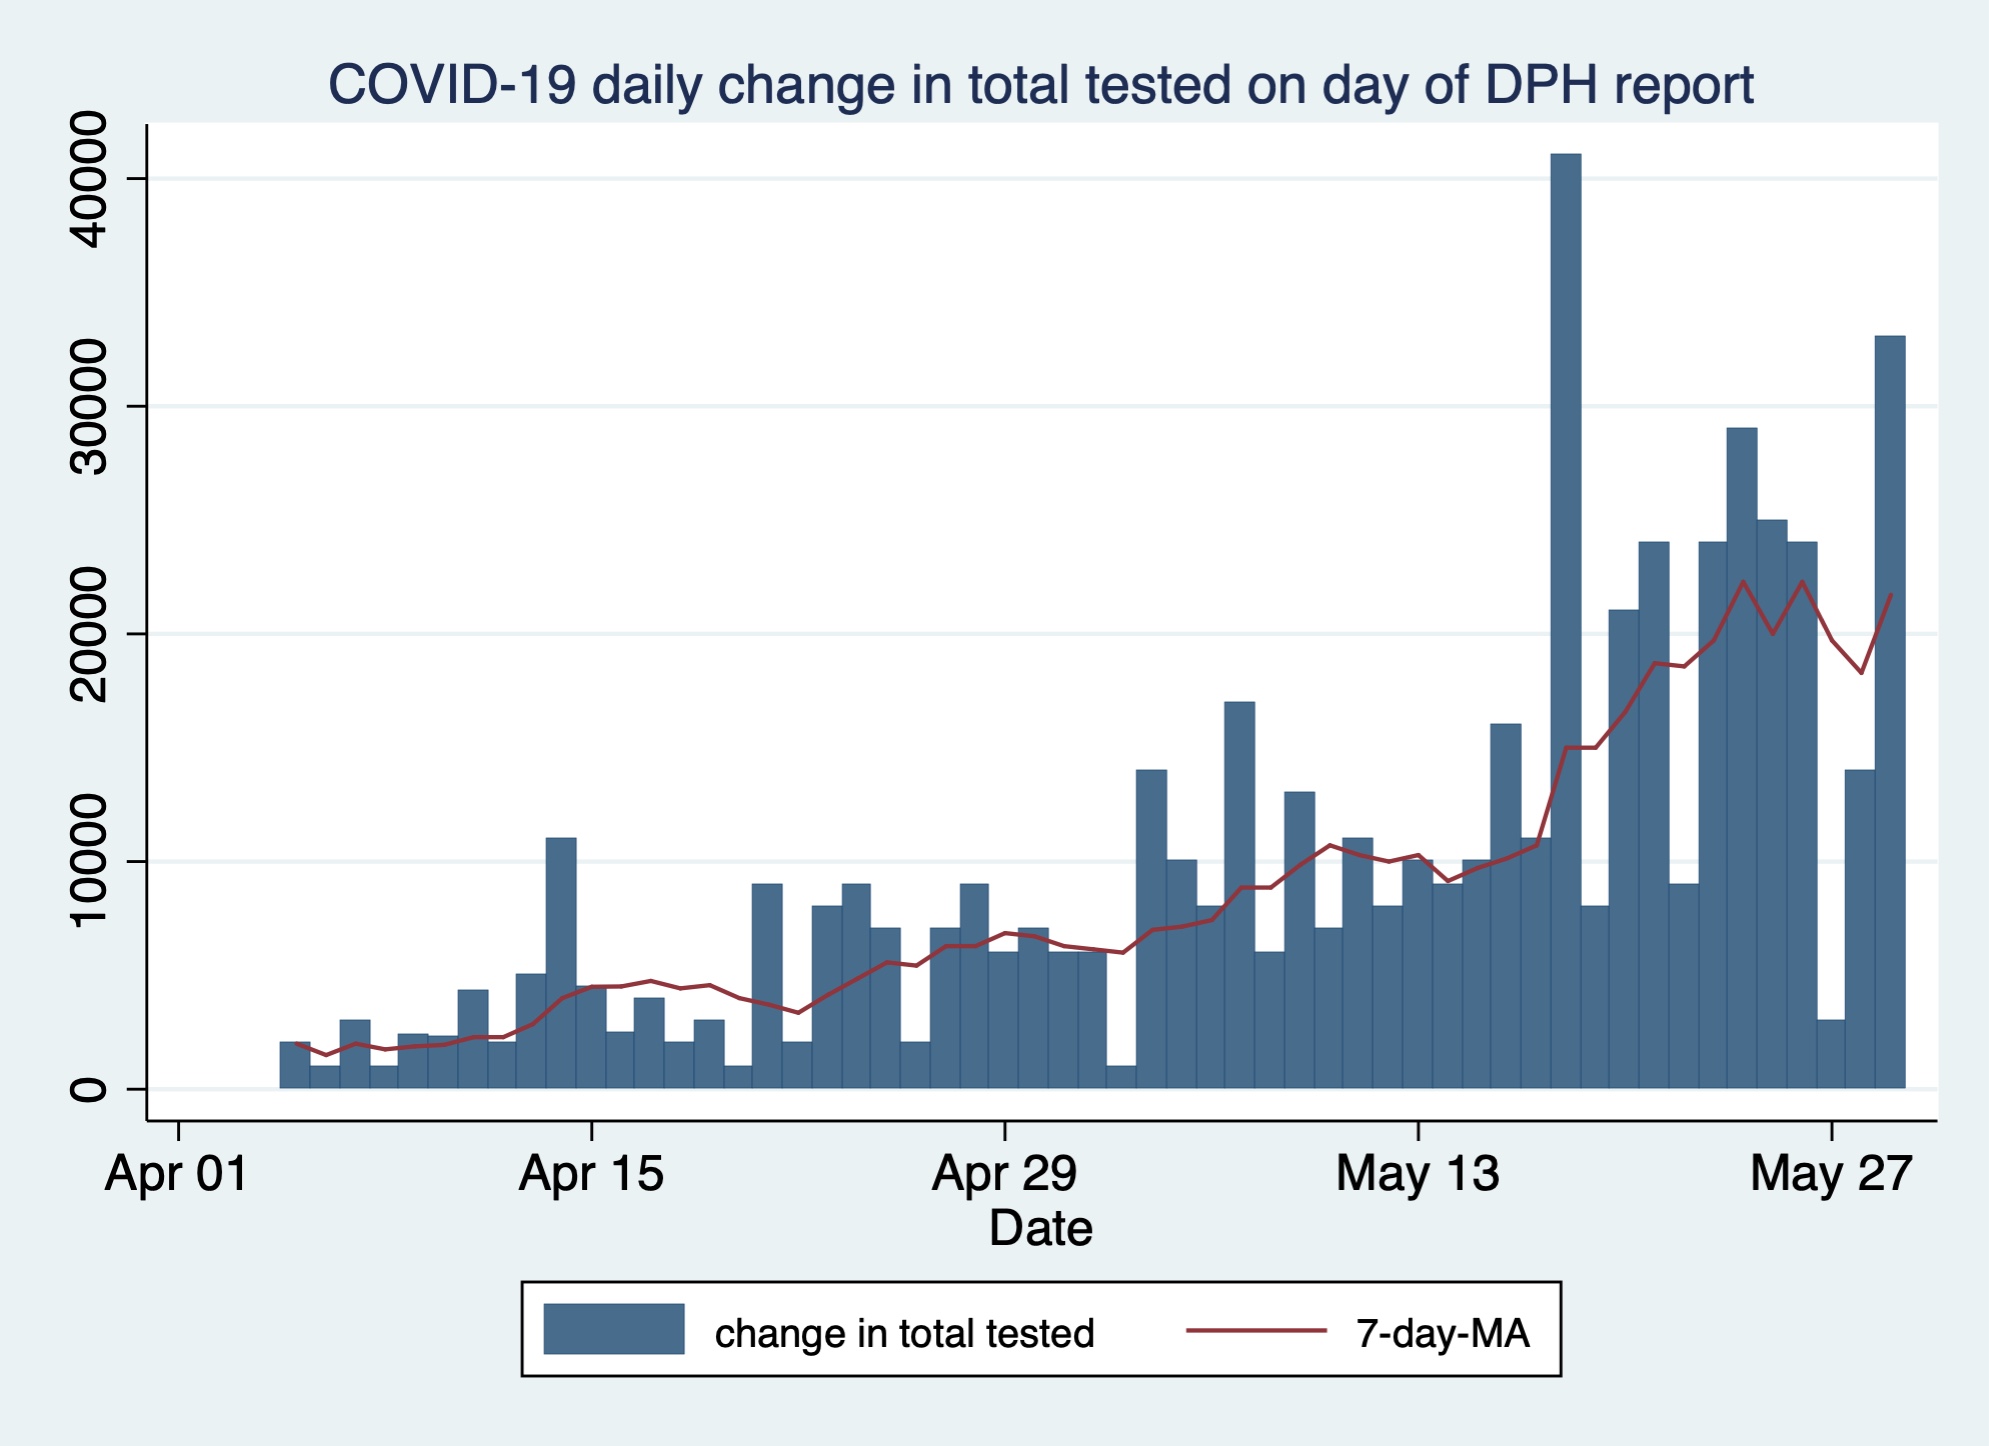 COVID-19 daily change in total tested on day of DPH report
40000
30000
20000
10000
0
Apr 01 Apr 15 Apr 29 May 13 May 27
Date
change in total tested 7-day-MA